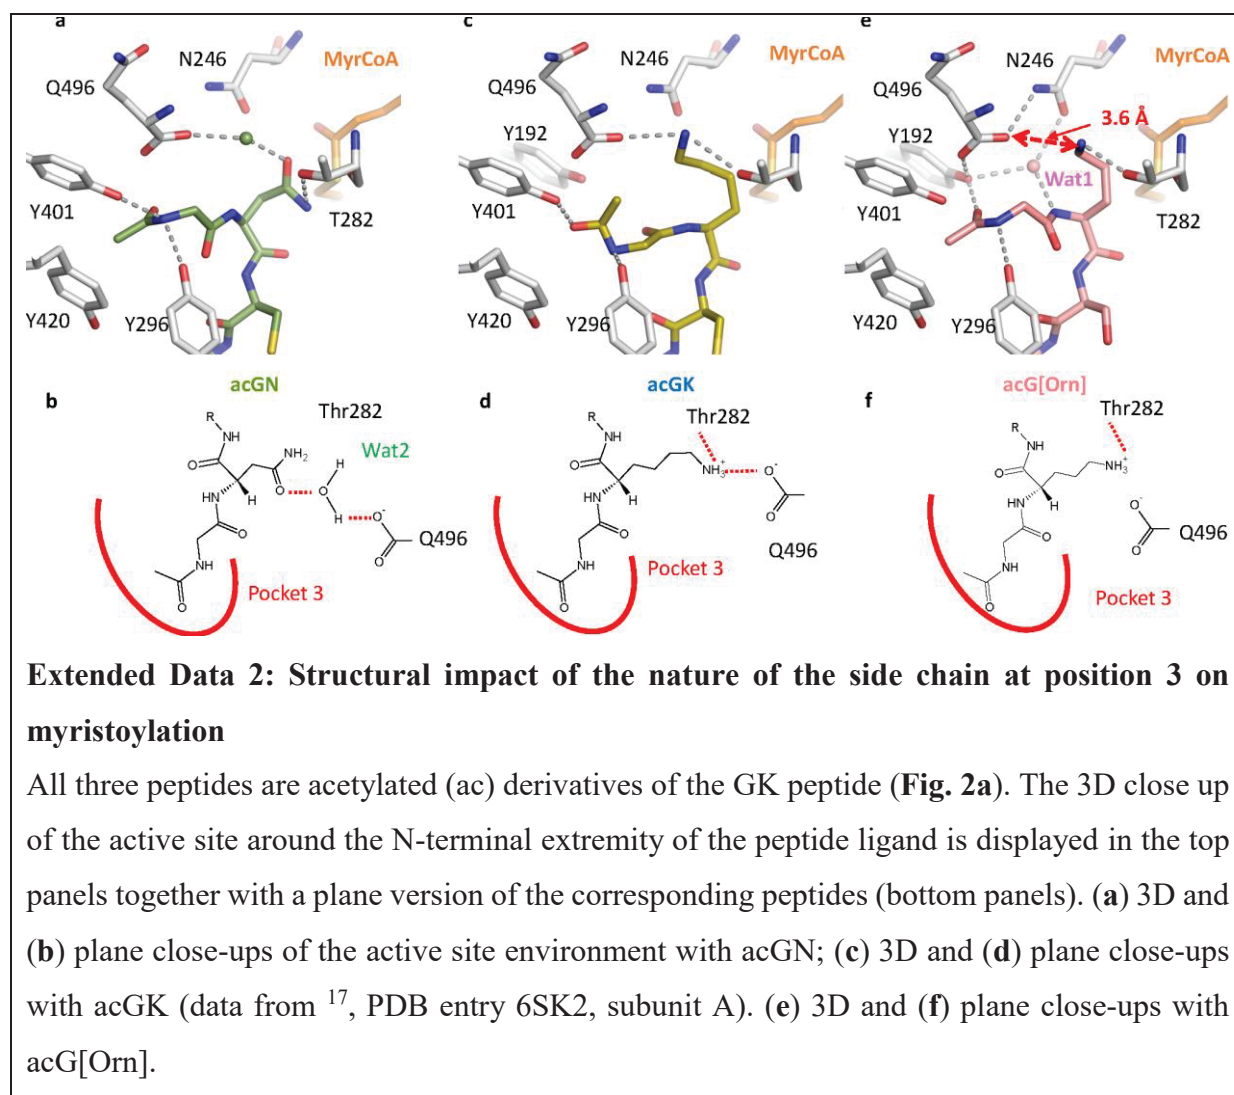 a
c
e
N246
MyrCoA
Q496
Y401
T282
Y420
Y296
N246
MyrCoA
Q496
Y192
Y401
Y420
Y296
N246
MyrCoA
Q496
3.6 Å
Y192
Wat1
Y401
T282
Y420
Y296
acGN
acGK
acG[Orn]
b
Thr282
R
NH
Wat2
O
NH₂
H
HN
H
O
O
H
O⁻
O
NH
O
Q496
Pocket 3
O
d
Thr282
R
NH
O
NH₃⁺
O⁻
HN
H
O
O
NH
Q496
Pocket 3
O
f
Thr282
R
NH
O
NH₃⁺
HN
H
O⁻
O
O
Q496
NH
Pocket 3
O
Extended Data 2: Structural impact of the nature of the side chain at position 3 on
myristoylation
All three peptides are acetylated (ac) derivatives of the GK peptide (Fig. 2a). The 3D close up
of the active site around the N-terminal extremity of the peptide ligand is displayed in the top
panels together with a plane version of the corresponding peptides (bottom panels). (a) 3D and
(b) plane close-ups of the active site environment with acGN; (c) 3D and (d) plane close-ups
with acGK (data from 17, PDB entry 6SK2, subunit A). (e) 3D and (f) plane close-ups with
acG[Orn].